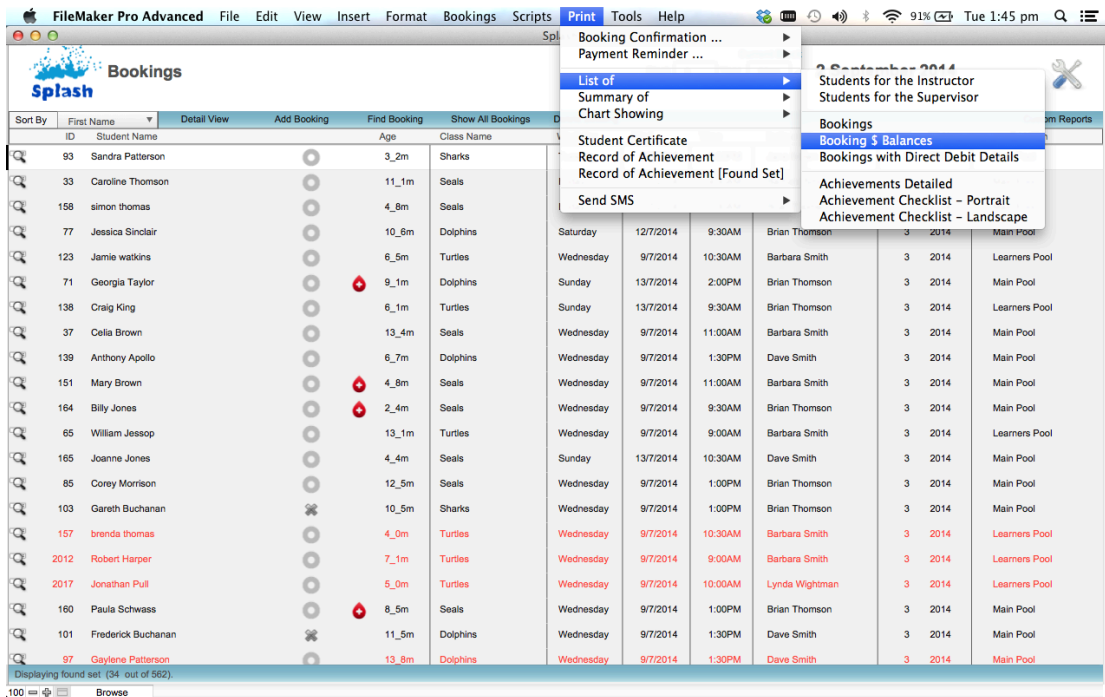 FileMaker Pro Advanced File Edit View Insert Format Bookings Scripts Print Tools Help 91% Tue 1:45 pm
Spl
Booking Confirmation ...
Payment Reminder ...
List of
Summary of
Chart Showing
Student Certificate
Record of Achievement
Record of Achievement [Found Set]
Send SMS
Students for the Instructor
Students for the Supervisor
Bookings
Booking $ Balances
Bookings with Direct Debit Details
Achievements Detailed
Achievement Checklist – Portrait
Achievement Checklist – Landscape
Splash
Bookings
2 September 2014
Sort By First Name Detail View Add Booking Find Booking Show All Bookings Reports
ID Student Name Age Class Name
93 Sandra Patterson 3_2m Sharks
33 Caroline Thomson 11_1m Seals
158 simon thomas 4_8m Seals
77 Jessica Sinclair 10_6m Dolphins Saturday 12/7/2014 9:30AM Brian Thomson 3 2014 Main Pool
123 Jamie watkins 6_5m Turtles Wednesday 9/7/2014 10:30AM Barbara Smith 3 2014 Learners Pool
71 Georgia Taylor 9_1m Dolphins Sunday 13/7/2014 2:00PM Brian Thomson 3 2014 Main Pool
138 Craig King 6_1m Turtles Sunday 13/7/2014 9:30AM Brian Thomson 3 2014 Learners Pool
37 Celia Brown 13_4m Seals Wednesday 9/7/2014 11:00AM Barbara Smith 3 2014 Main Pool
139 Anthony Apollo 6_7m Dolphins Wednesday 9/7/2014 1:30PM Dave Smith 3 2014 Main Pool
151 Mary Brown 4_8m Seals Wednesday 9/7/2014 11:00AM Barbara Smith 3 2014 Main Pool
164 Billy Jones 2_4m Seals Wednesday 9/7/2014 9:30AM Brian Thomson 3 2014 Main Pool
65 William Jessop 13_1m Turtles Wednesday 9/7/2014 9:00AM Barbara Smith 3 2014 Learners Pool
165 Joanne Jones 4_4m Seals Sunday 13/7/2014 10:30AM Dave Smith 3 2014 Main Pool
85 Corey Morrison 12_5m Seals Wednesday 9/7/2014 1:00PM Brian Thomson 3 2014 Main Pool
103 Gareth Buchanan 10_5m Sharks Wednesday 9/7/2014 1:00PM Brian Thomson 3 2014 Main Pool
157 brenda thomas 4_0m Turtles Wednesday 9/7/2014 10:30AM Barbara Smith 3 2014 Learners Pool
2012 Robert Harper 7_1m Turtles Wednesday 9/7/2014 9:00AM Barbara Smith 3 2014 Learners Pool
2017 Jonathan Pull 5_0m Turtles Wednesday 9/7/2014 10:00AM Lynda Wightman 3 2014 Learners Pool
160 Paula Schwass 8_5m Seals Wednesday 9/7/2014 1:00PM Brian Thomson 3 2014 Main Pool
101 Frederick Buchanan 11_5m Dolphins Wednesday 9/7/2014 1:30PM Dave Smith 3 2014 Main Pool
97 Gaylene Patterson 13_8m Dolphins Wednesday 9/7/2014 1:30PM Dave Smith 3 2014 Main Pool
Displaying found set (34 out of 562).
100 Browse